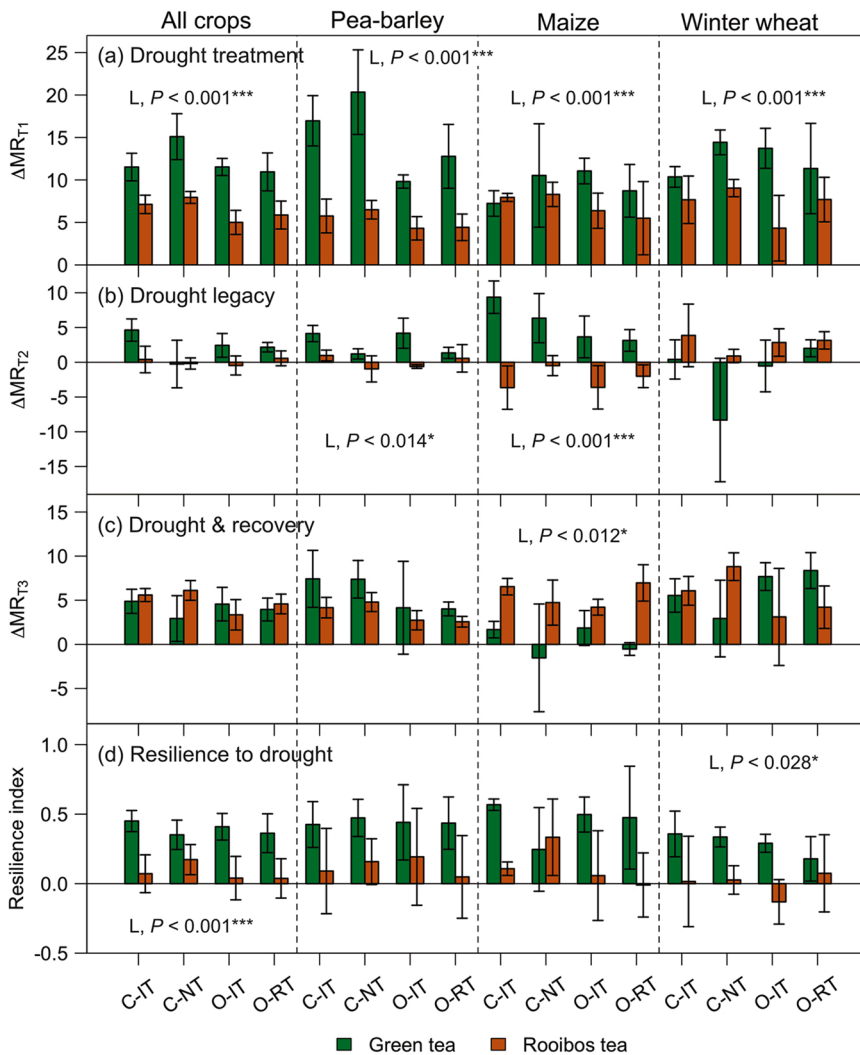 All crops Pea-barley Maize Winter wheat
(a) Drought treatment
L, P < 0.001***
L, P < 0.001***
L, P < 0.001***
L, P < 0.001***
ΔMRT1
25
20
15
10
5
0
(b) Drought legacy
L, P < 0.014*
L, P < 0.001***
ΔMRT2
10
5
0
-5
-10
-15
(c) Drought & recovery
L, P < 0.012*
ΔMRT3
15
10
5
0
-5
(d) Resilience to drought
L, P < 0.028*
L, P < 0.001***
Resilience index
1.0
0.5
0.0
-0.5
C-IT C-NT O-IT O-RT C-IT C-NT O-IT O-RT C-IT C-NT O-IT O-RT C-IT C-NT O-IT O-RT
Green tea Rooibos tea